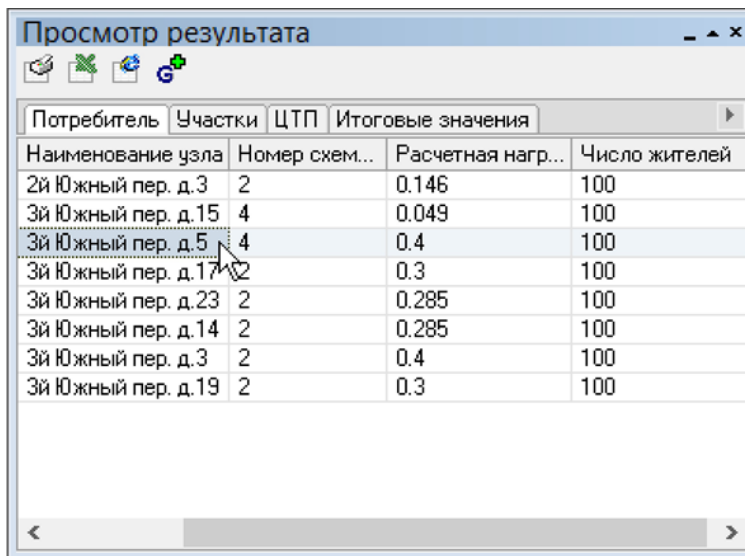 Просмотр результата
Потребитель Участки ЦТП Итоговые значения
Наименование узла Номер схем... Расчетная нагр... Число жителей
2й Южный пер. д.3 2 0.146 100
3й Южный пер. д.15 4 0.049 100
3й Южный пер. д.5 4 0.4 100
3й Южный пер. д.17 2 0.3 100
3й Южный пер. д.23 2 0.285 100
3й Южный пер. д.14 2 0.285 100
3й Южный пер. д.3 2 0.4 100
3й Южный пер. д.19 2 0.3 100